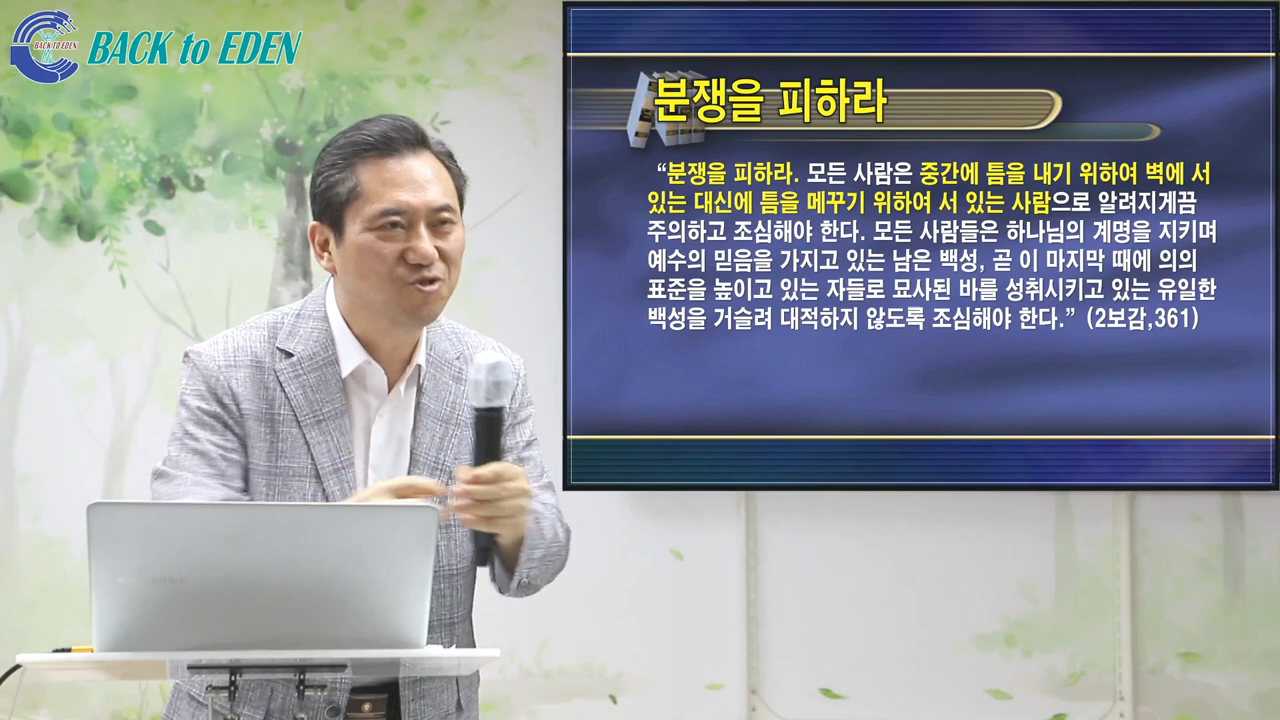 BACK TO EDEN
BACK to EDEN
분쟁을 피하라
“분쟁을 피하라. 모든 사람은 중간에 틈을 내기 위하여 벽에 서
있는 대신에 틈을 메꾸기 위하여 서 있는 사람으로 알려지게끔
주의하고 조심해야 한다. 모든 사람들은 하나님의 계명을 지키며
예수의 믿음을 가지고 있는 남은 백성, 곧 이 마지막 때에 의의
표준을 높이고 있는 자들로 묘사된 바를 성취시키고 있는 유일한
백성을 거슬려 대적하지 않도록 조심해야 한다.” (2보감,361)